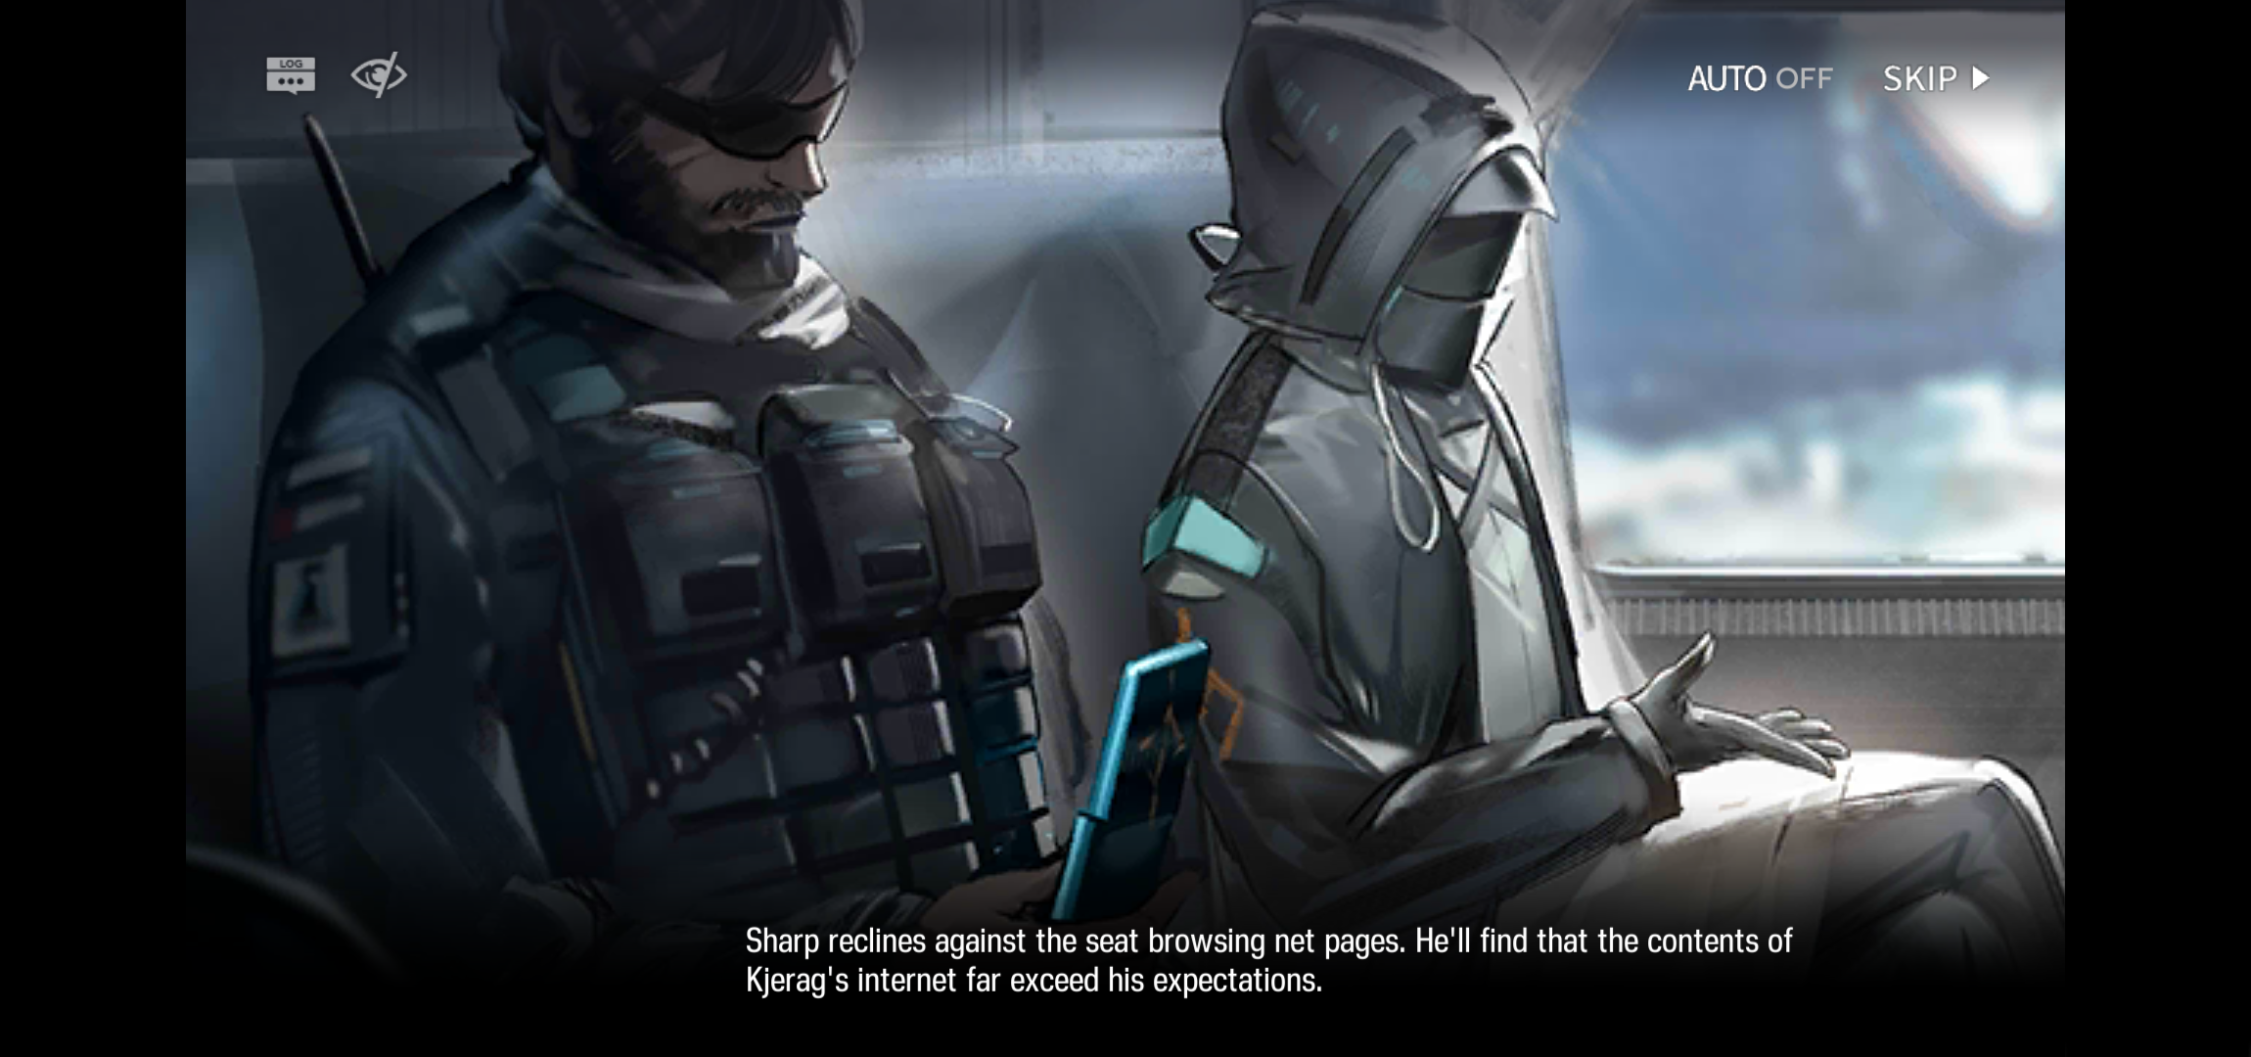 LOG
AUTO OFF SKIP
Sharp reclines against the seat browsing net pages. He'll find that the contents of
Kjerag's internet far exceed his expectations.